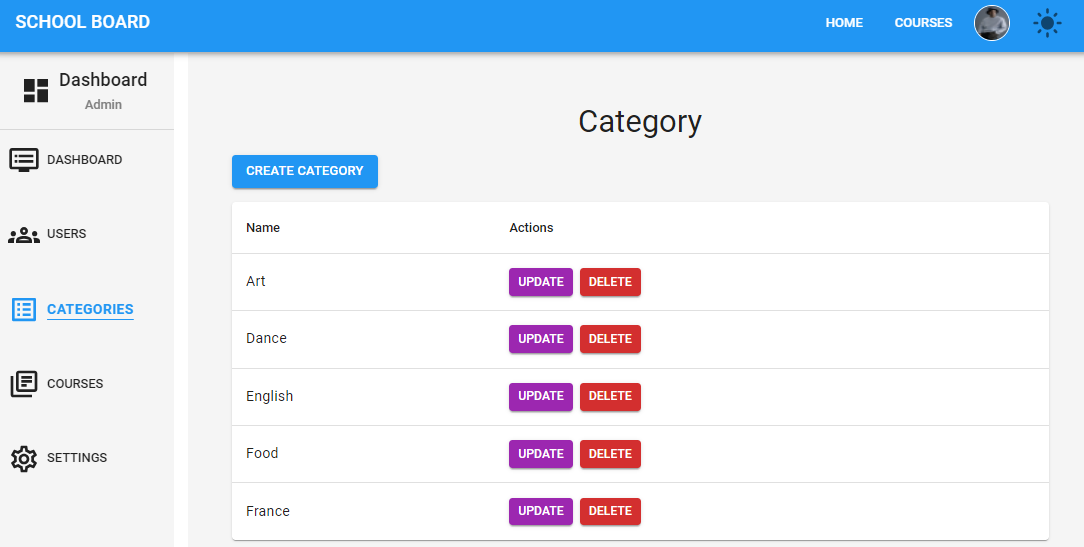 SCHOOL BOARD
HOME COURSES
Dashboard
Admin
DASHBOARD
USERS
CATEGORIES
COURSES
SETTINGS
Category
CREATE CATEGORY
Name Actions
Art UPDATE DELETE
Dance UPDATE DELETE
English UPDATE DELETE
Food UPDATE DELETE
France UPDATE DELETE